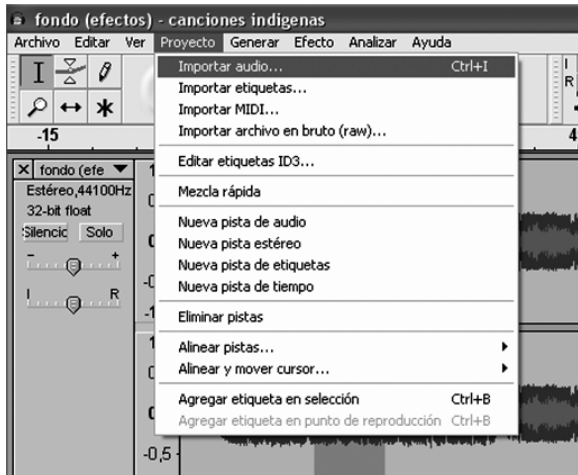 fondo (efectos) - canciones indigenas
Archivo Editar Ver Proyecto Generar Efecto Analizar Ayuda
Importar audio... Ctrl+I
Importar etiquetas...
Importar MIDI...
Importar archivo en bruto (raw)...
Editar etiquetas ID3...
Mezcla rápida
Nueva pista de audio
Nueva pista estéreo
Nueva pista de etiquetas
Nueva pista de tiempo
Eliminar pistas
Alinear pistas...
Alinear y mover cursor...
Agregar etiqueta en selección Ctrl+B
Agregar etiqueta en punto de reproducción Ctrl+B
-15
fondo (efe
Estéreo,44100Hz
32-bit float
Silencic Solo
- +
I R
-0,5